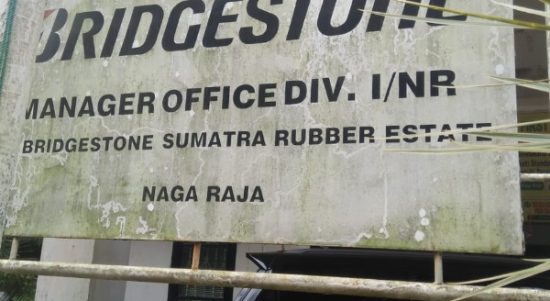 BRIDGESTONE
MANAGER OFFICE DIV. I/NR
BRIDGESTONE SUMATRA RUBBER ESTATE
NAGA RAJA